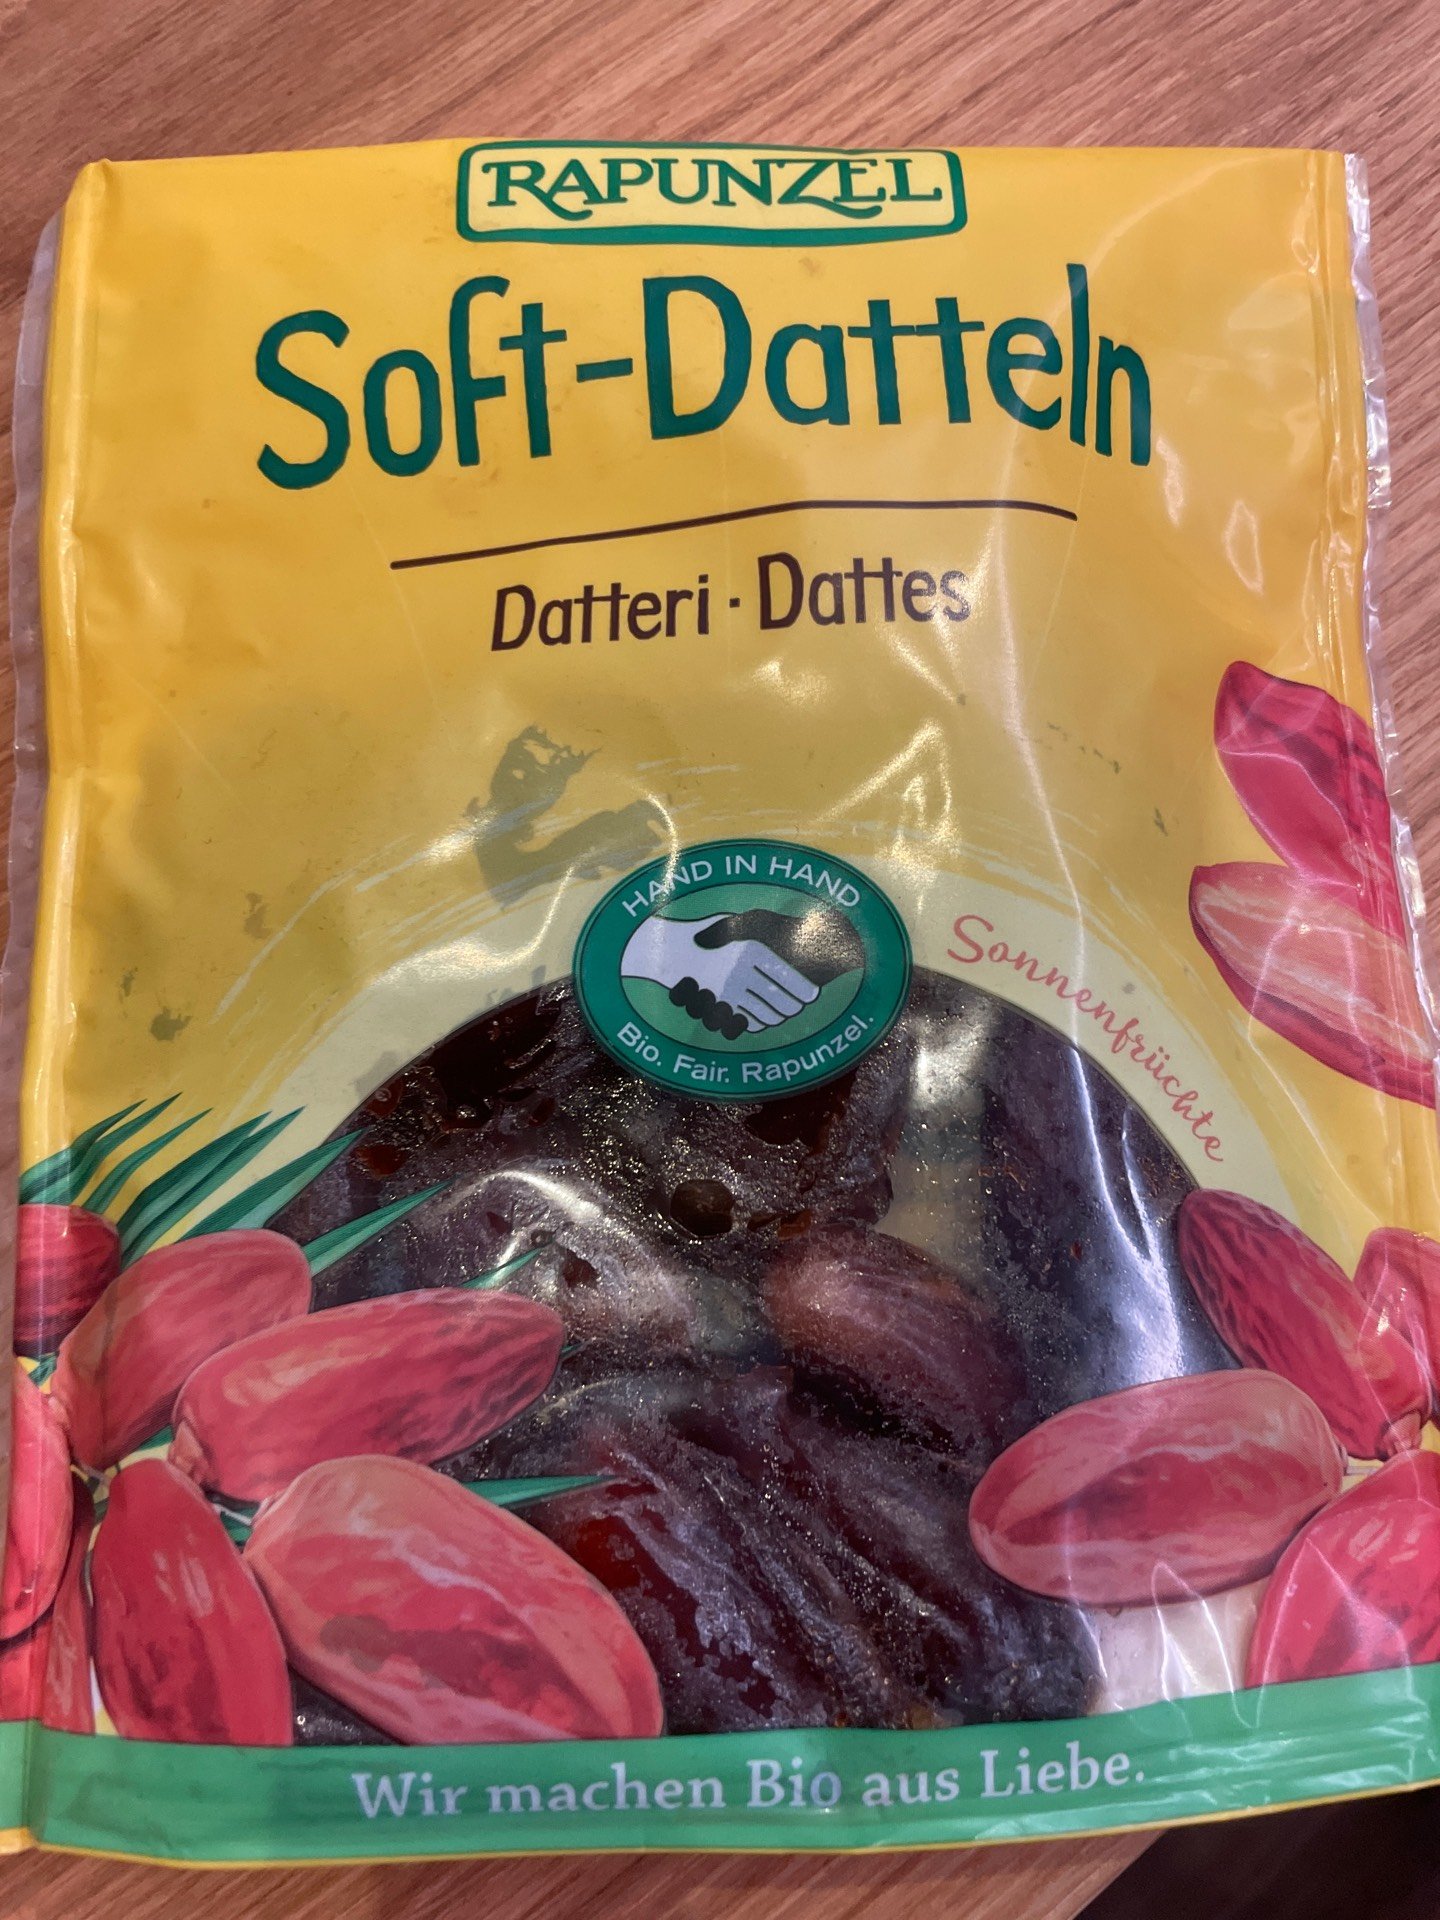 RAPUNZEL
Soft-Datteln
Datteri · Dattes
HAND IN HAND
Bio. Fair. Rapunzel.
Sonnenfrüchte
Wir machen Bio aus Liebe.